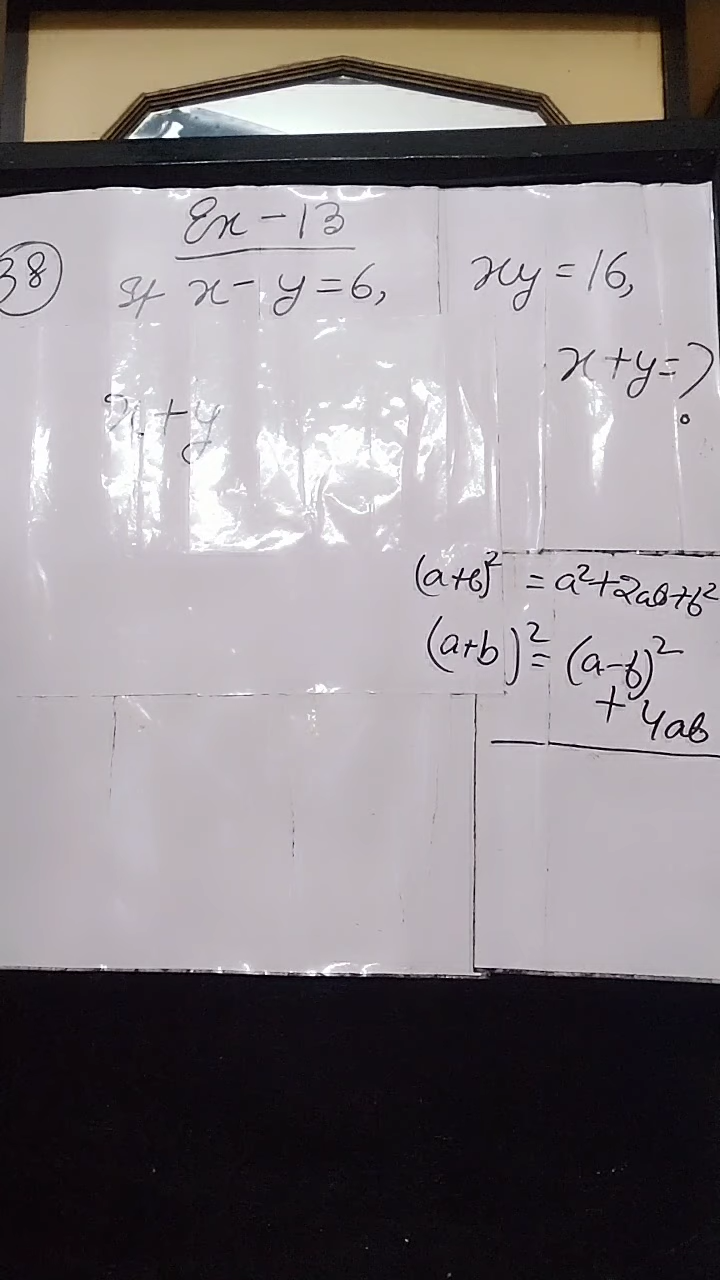 Ex - 13
38 If x - y = 6, xy = 16,
x + y = ?
x + y
(a+b)² = a²+2ab+b²
(a+b)² = (a-b)²
+ 4ab